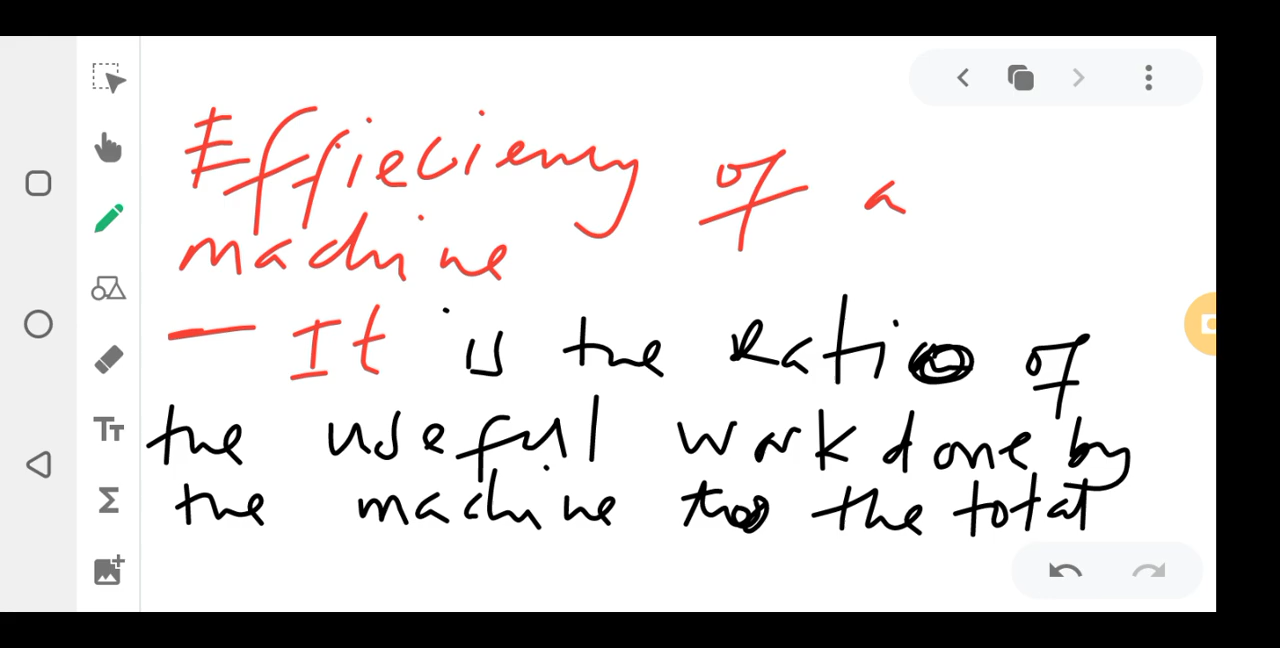 Effieciency of a
machine
- It is the Ratio of
the useful work done by
the machine to the total